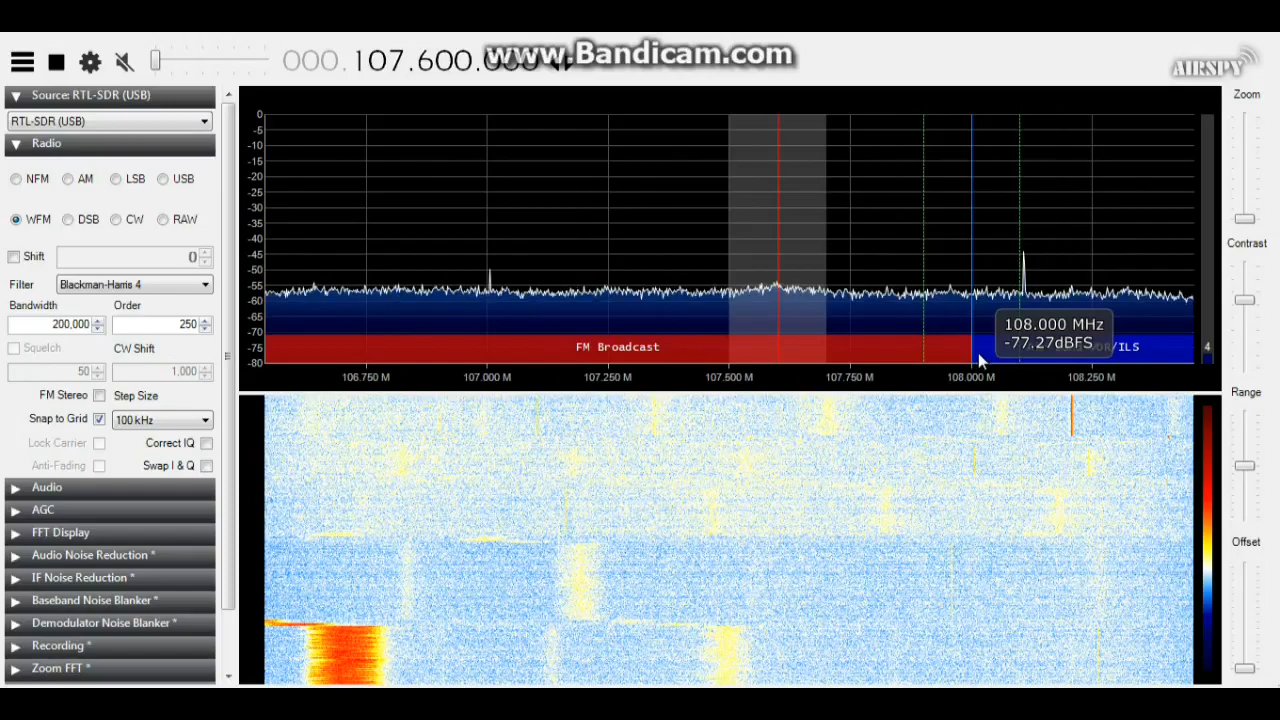 www.Bandicam.com
000.107.600.000
AIRSPY
Source: RTL-SDR (USB)
RTL-SDR (USB)
Radio
NFM AM LSB USB
WFM DSB CW RAW
Shift 0
Filter Blackman-Harris 4
Bandwidth Order
200,000 250
Squelch CW Shift
50 1,000
FM Stereo Step Size
Snap to Grid 100 kHz
Lock Carrier Correct IQ
Anti-Fading Swap I & Q
Audio
AGC
FFT Display
Audio Noise Reduction *
IF Noise Reduction *
Baseband Noise Blanker *
Demodulator Noise Blanker *
Recording *
Zoom FFT *
0
-5
-10
-15
-20
-25
-30
-35
-40
-45
-50
-55
-60
-65
-70
-75
-80
FM Broadcast
108.000 MHz
-77.27dBFS
VOR/ILS
4
106.750 M 107.000 M 107.250 M 107.500 M 107.750 M 108.000 M 108.250 M
Zoom
Contrast
Range
Offset